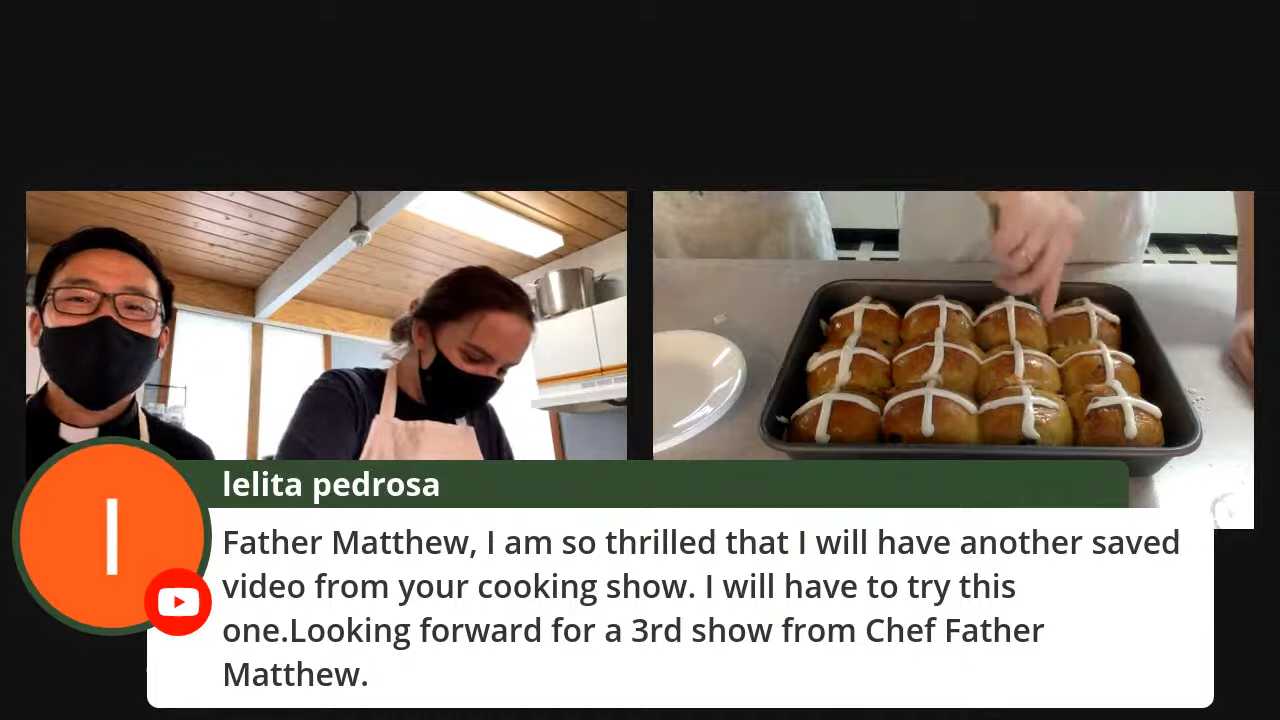 lelita pedrosa
l
Father Matthew, I am so thrilled that I will have another saved
video from your cooking show. I will have to try this
one.Looking forward for a 3rd show from Chef Father
Matthew.